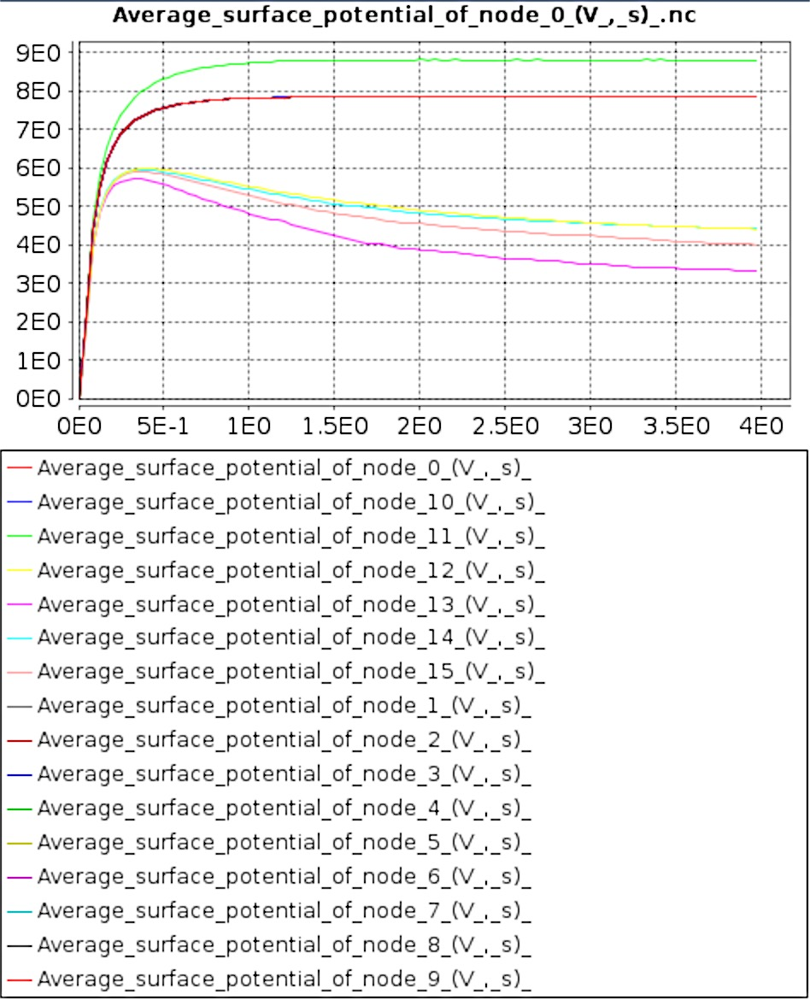 Average_surface_potential_of_node_0_(V_,_s)_.nc
9E0
8E0
7E0
6E0
5E0
4E0
3E0
2E0
1E0
0E0
0E0 5E-1 1E0 1.5E0 2E0 2.5E0 3E0 3.5E0 4E0
Average_surface_potential_of_node_0_(V_,_s)_
Average_surface_potential_of_node_10_(V_,_s)_
Average_surface_potential_of_node_11_(V_,_s)_
Average_surface_potential_of_node_12_(V_,_s)_
Average_surface_potential_of_node_13_(V_,_s)_
Average_surface_potential_of_node_14_(V_,_s)_
Average_surface_potential_of_node_15_(V_,_s)_
Average_surface_potential_of_node_1_(V_,_s)_
Average_surface_potential_of_node_2_(V_,_s)_
Average_surface_potential_of_node_3_(V_,_s)_
Average_surface_potential_of_node_4_(V_,_s)_
Average_surface_potential_of_node_5_(V_,_s)_
Average_surface_potential_of_node_6_(V_,_s)_
Average_surface_potential_of_node_7_(V_,_s)_
Average_surface_potential_of_node_8_(V_,_s)_
Average_surface_potential_of_node_9_(V_,_s)_